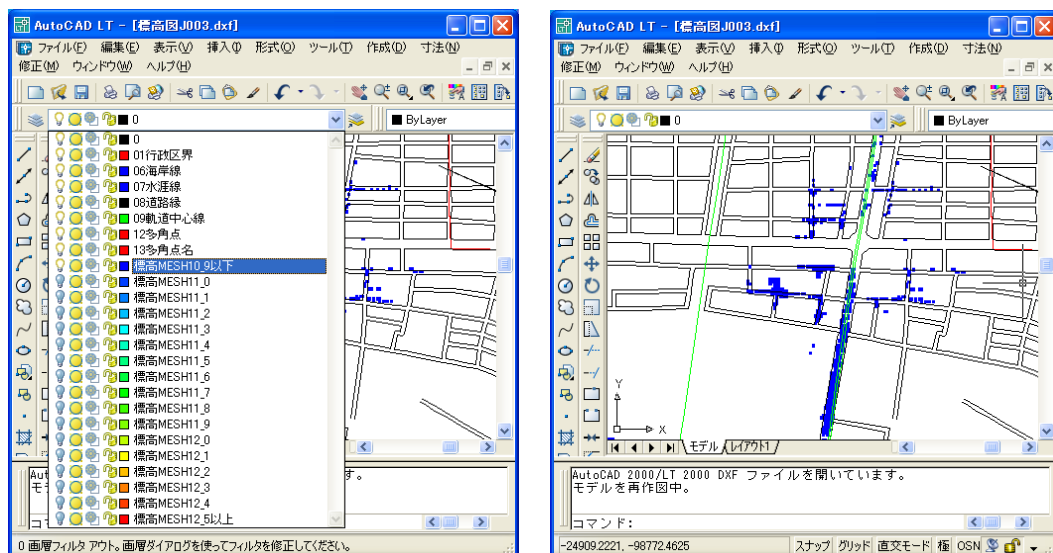 AutoCAD LT - [標高図J003.dxf]
ファイル(F) 編集(E) 表示(V) 挿入(I) 形式(O) ツール(T) 作成(D) 寸法(N)
修正(M) ウィンドウ(W) ヘルプ(H)
0
ByLayer
0
01行政区界
06海岸線
07水涯線
08道路縁
09軌道中心線
12多角点
13多角点名
標高MESH10_9以下
標高MESH11_0
標高MESH11_1
標高MESH11_2
標高MESH11_3
標高MESH11_4
標高MESH11_5
標高MESH11_6
標高MESH11_7
標高MESH11_8
標高MESH11_9
標高MESH12_0
標高MESH12_1
標高MESH12_2
標高MESH12_3
標高MESH12_4
標高MESH12_5以上
Aut
す。
モデ
コマ
0 画層フィルタ アウト。画層ダイアログを使ってフィルタを修正してください。
AutoCAD LT - [標高図J003.dxf]
ファイル(F) 編集(E) 表示(V) 挿入(I) 形式(O) ツール(T) 作成(D) 寸法(N)
修正(M) ウィンドウ(W) ヘルプ(H)
0
ByLayer
Y
X
モデル レイアウト1
AutoCAD 2000/LT 2000 DXF ファイルを開いています。
モデルを再作図中。
コマンド:
-24909.2221, -98772.4625
スナップ グリッド 直交モード 極 OSN